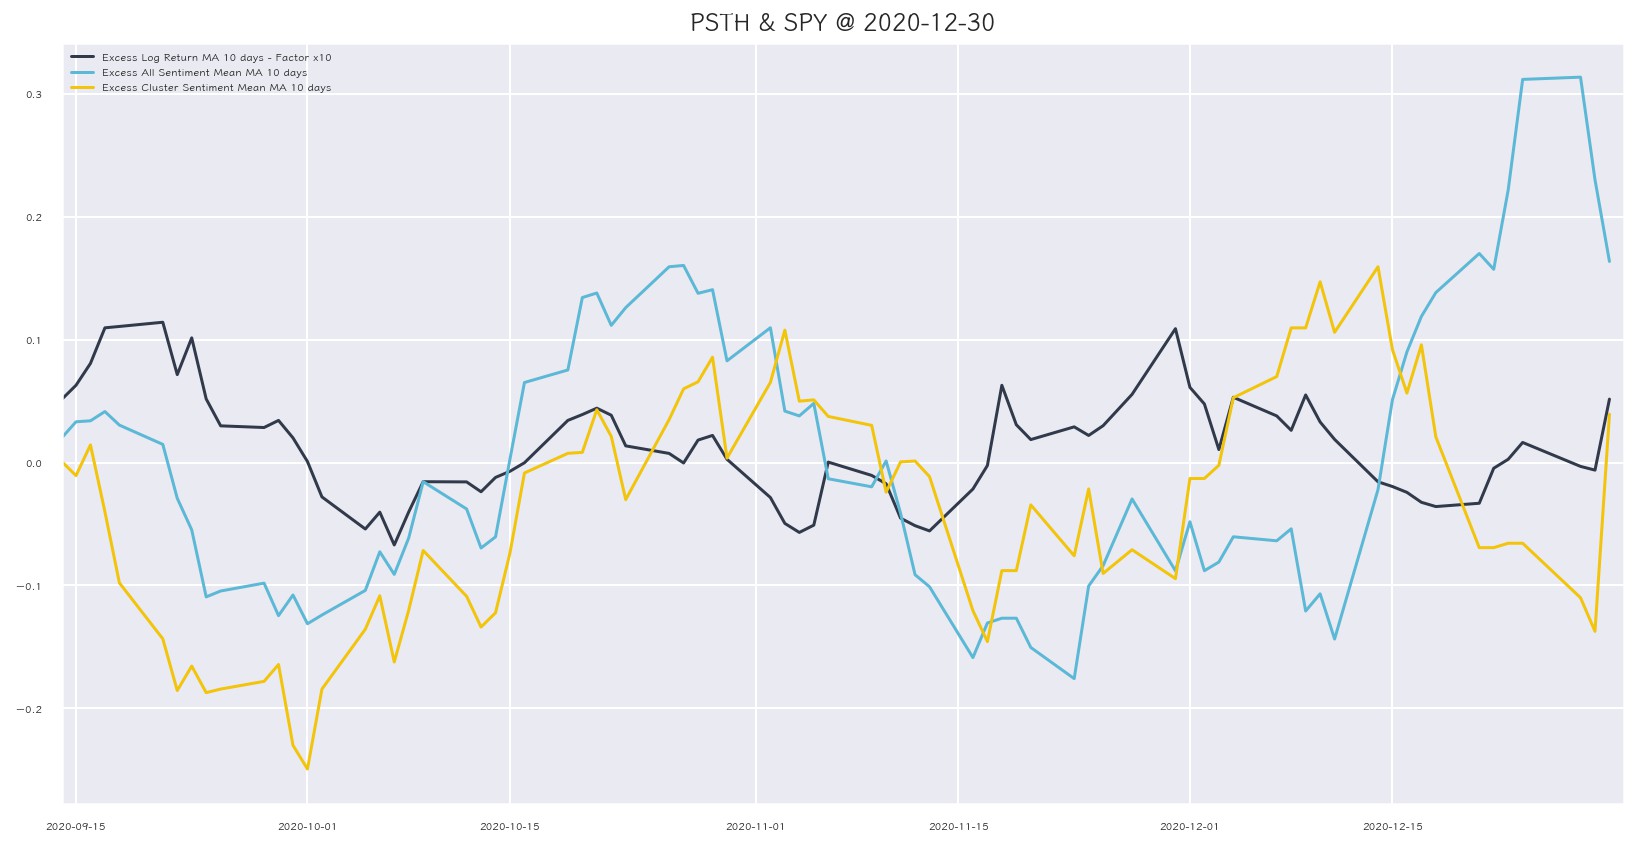 PSTH & SPY @ 2020-12-30
Excess Log Return MA 10 days - Factor x10
Excess All Sentiment Mean MA 10 days
Excess Cluster Sentiment Mean MA 10 days
0.3
0.2
0.1
0.0
−0.1
−0.2
2020-09-15 2020-10-01 2020-10-15 2020-11-01 2020-11-15 2020-12-01 2020-12-15